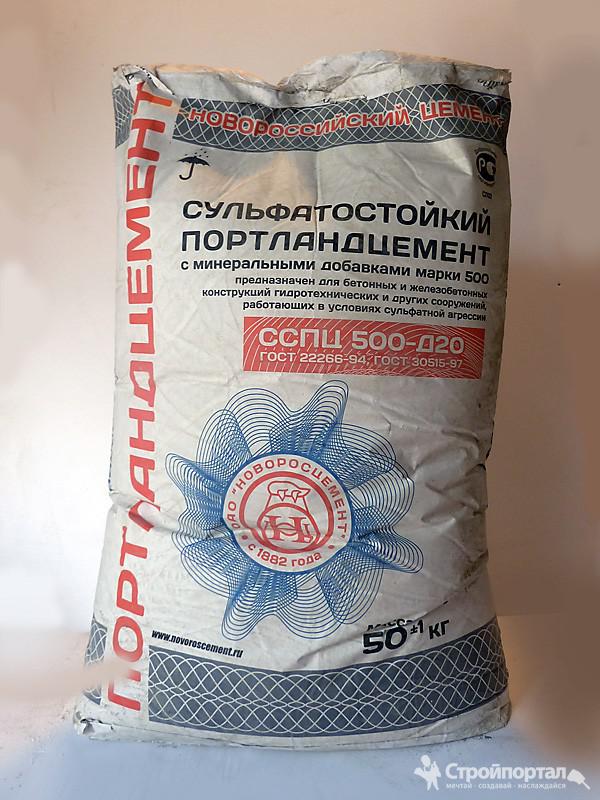 НОВОРОССИЙСКИЙ ЦЕМЕНТ
ПОРТЛАНДЦЕМЕНТ
СУЛЬФАТОСТОЙКИЙ
ПОРТЛАНДЦЕМЕНТ
с минеральными добавками марки 500
предназначен для бетонных и железобетонных
конструкций гидротехнических и других сооружений,
работающих в условиях сульфатной агрессии
ССПЦ 500-Д20
ГОСТ 22266-94, ГОСТ 30515-97
ОАО "НОВОРОСЦЕМЕНТ"
Н
с 1882 года
www.novoroscement.ru
50 ±1 кг
Стройпортал
мечтай - создавай - наслаждайся